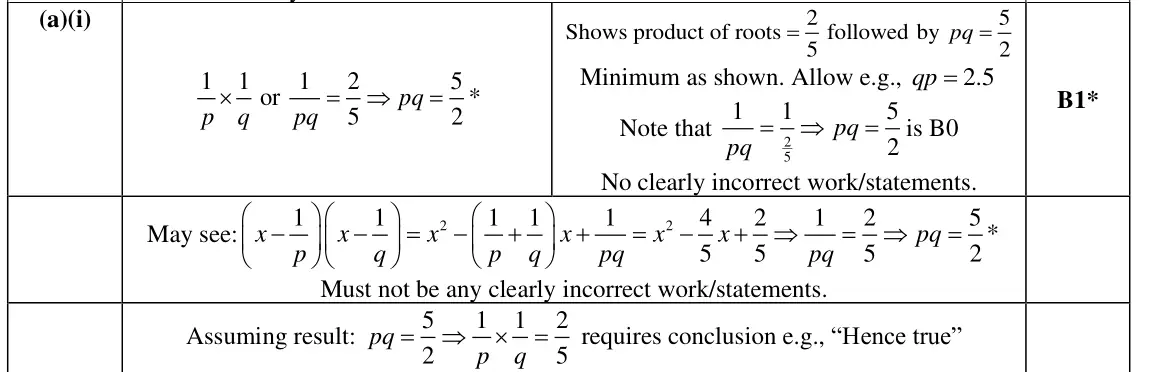 (a)(i)
1/p × 1/q or 1/pq = 2/5 ⇒ pq = 5/2 *
Shows product of roots = 2/5 followed by pq = 5/2
Minimum as shown. Allow e.g., qp = 2.5
Note that 1/pq = 1/(2/5) ⇒ pq = 5/2 is B0
No clearly incorrect work/statements.
B1*
May see: (x − 1/p)(x − 1/q) = x² − (1/p + 1/q)x + 1/pq = x² − 4/5 x + 2/5 ⇒ 1/pq = 2/5 ⇒ pq = 5/2 *
Must not be any clearly incorrect work/statements.
Assuming result: pq = 5/2 ⇒ 1/p × 1/q = 2/5 requires conclusion e.g., “Hence true”